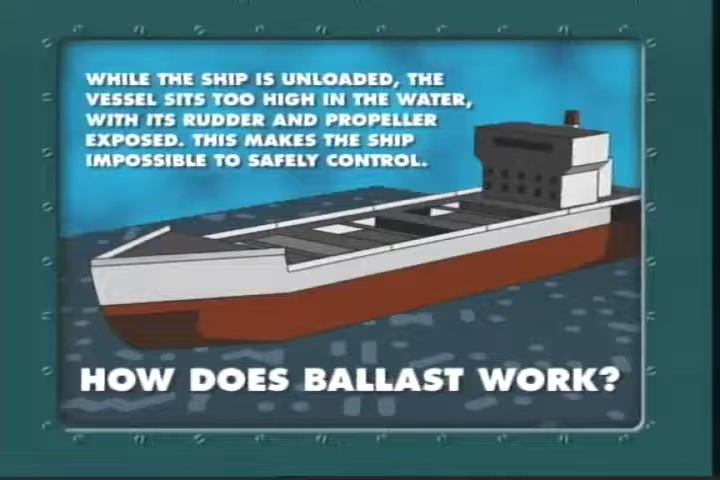 WHILE THE SHIP IS UNLOADED, THE
VESSEL SITS TOO HIGH IN THE WATER,
WITH ITS RUDDER AND PROPELLER
EXPOSED. THIS MAKES THE SHIP
IMPOSSIBLE TO SAFELY CONTROL.
HOW DOES BALLAST WORK?